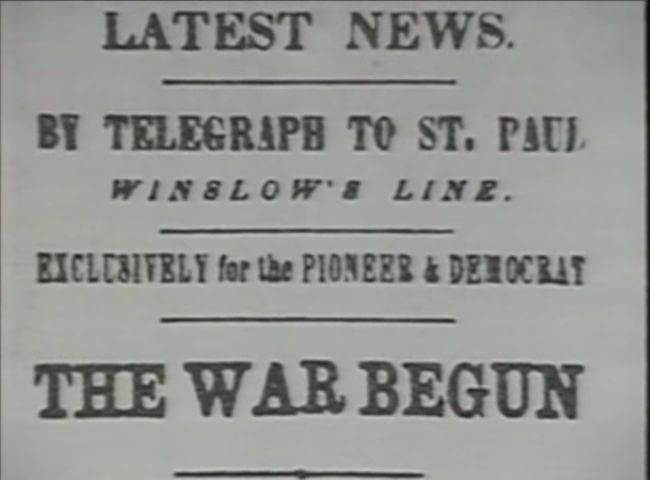 LATEST NEWS.
BY TELEGRAPH TO ST. PAUL
WINSLOW'S LINE.
EXCLUSIVELY for the PIONEER & DEMOCRAT
THE WAR BEGUN